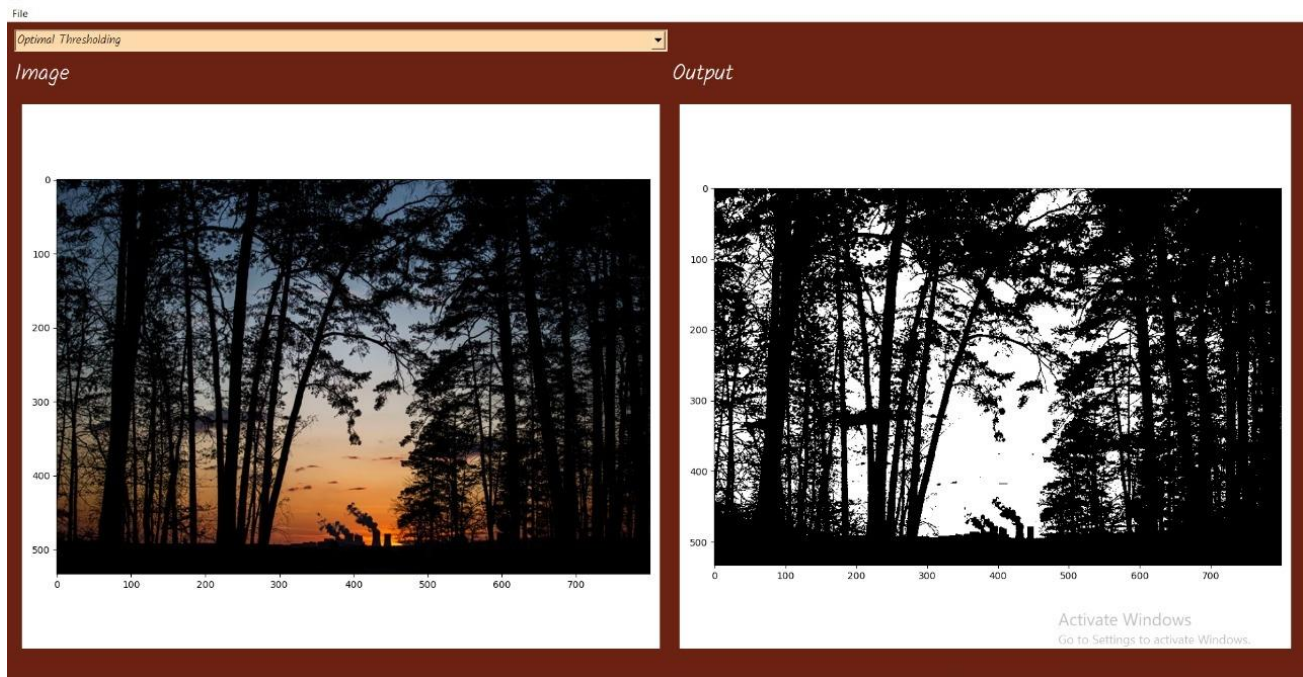 File
Optimal Thresholding
Image
Output
0
100
200
300
400
500
0 100 200 300 400 500 600 700
0
100
200
300
400
500
0 100 200 300 400 500 600 700
Activate Windows
Go to Settings to activate Windows.